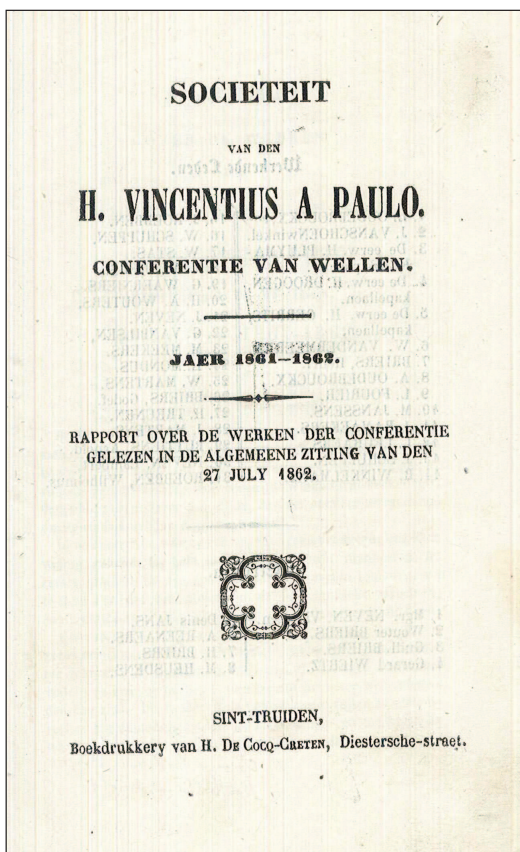 SOCIETEIT
VAN DEN
H. VINCENTIUS A PAULO.
CONFERENTIE VAN WELLEN.
JAER 1861–1862.
RAPPORT OVER DE WERKEN DER CONFERENTIE
GELEZEN IN DE ALGEMEENE ZITTING VAN DEN
27 JULY 1862.
SINT-TRUIDEN,
Boekdrukkery van H. DE COCQ-CRETEN, Diestersche-straet.